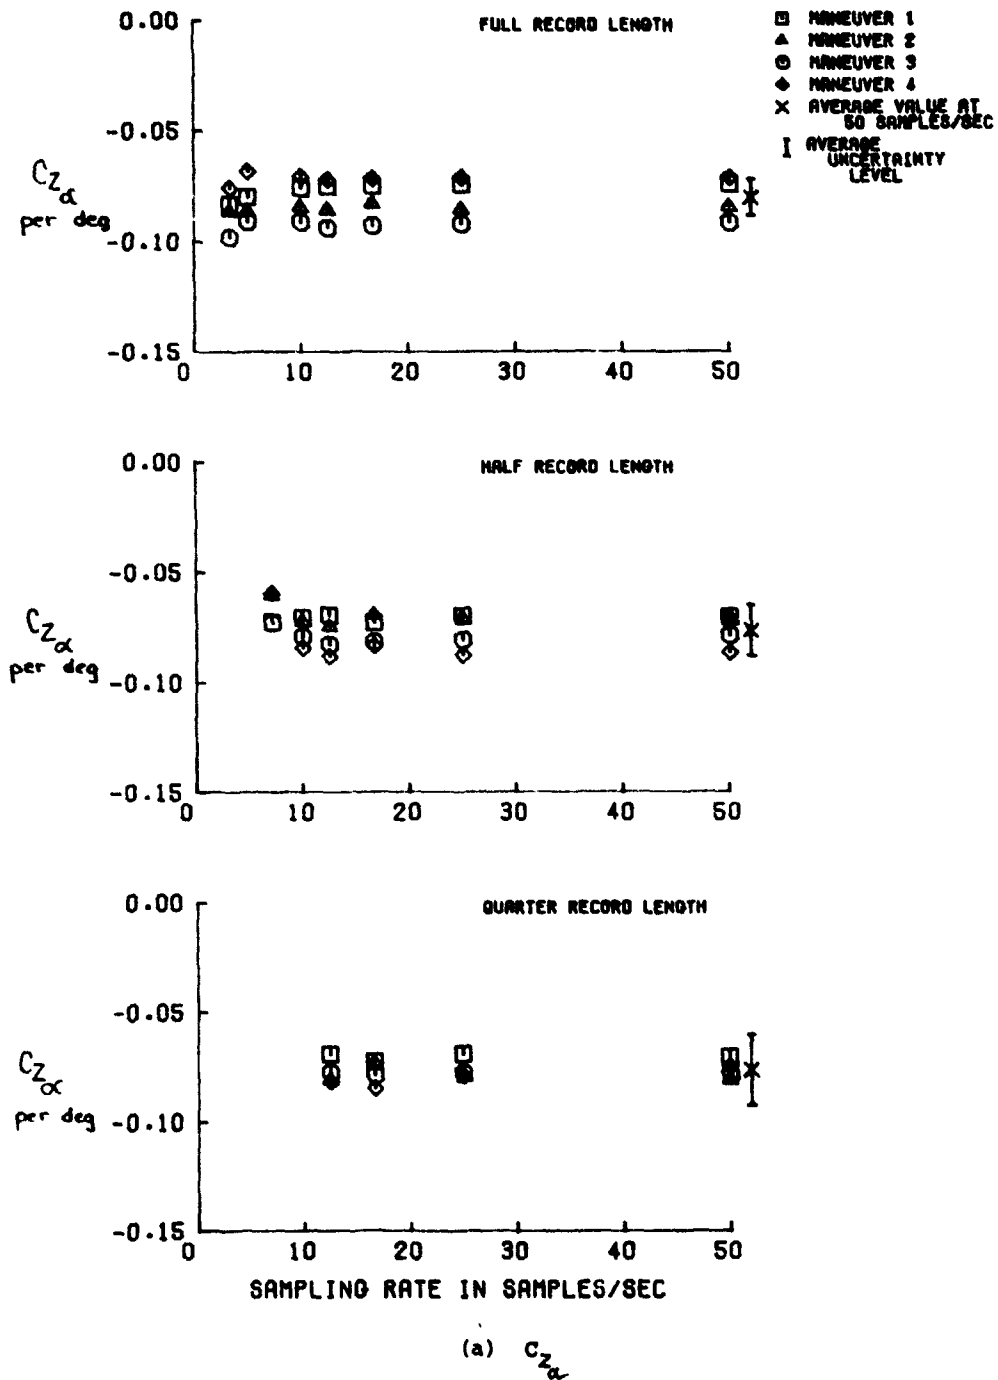 FULL RECORD LENGTH
MANEUVER 1
MANEUVER 2
MANEUVER 3
MANEUVER 4
AVERAGE VALUE AT
50 SAMPLES/SEC
AVERAGE
UNCERTAINTY
LEVEL
0.00
-0.05
-0.10
-0.15
CZα
per deg
0 10 20 30 40 50
HALF RECORD LENGTH
0.00
-0.05
-0.10
-0.15
CZα
per deg
0 10 20 30 40 50
QUARTER RECORD LENGTH
0.00
-0.05
-0.10
-0.15
CZα
per deg
0 10 20 30 40 50
SAMPLING RATE IN SAMPLES/SEC
(a) CZα